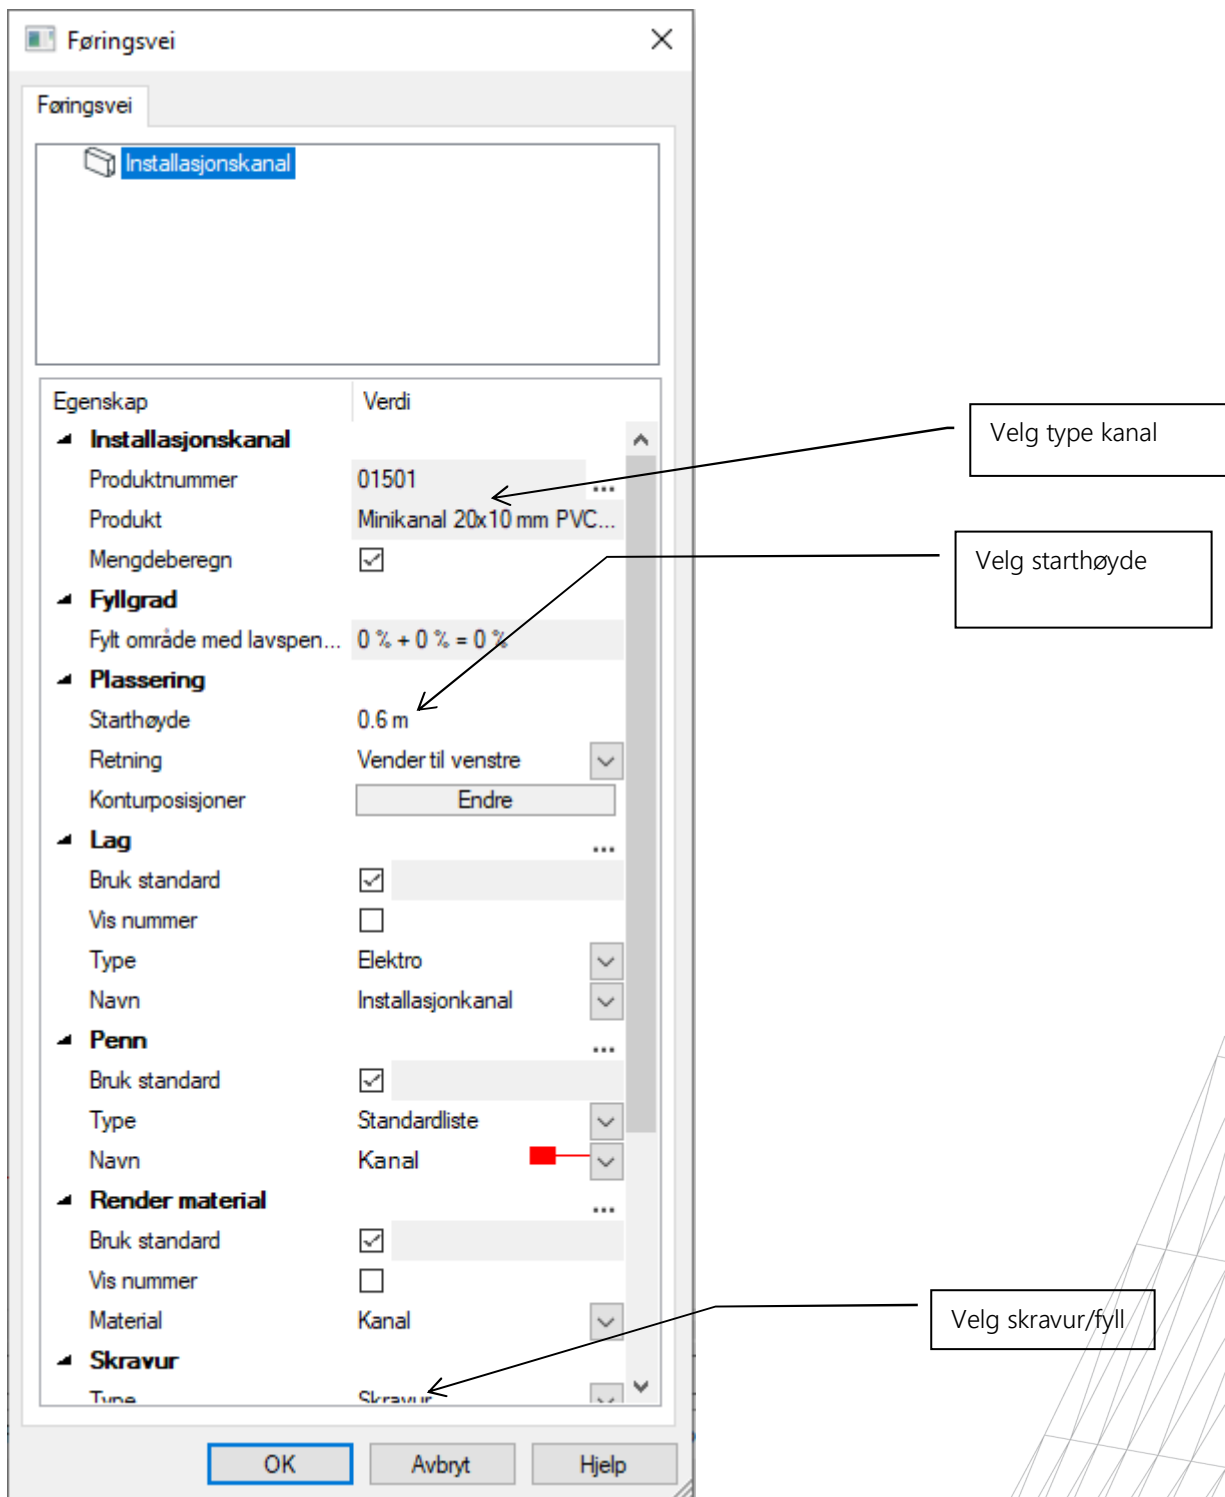 Føringsvei
Føringsvei
Installasjonskanal
Egenskap Verdi
Installasjonskanal
Produktnummer 01501 ...
Produkt Minikanal 20x10 mm PVC...
Mengdeberegn
Fyllgrad
Fylt område med lavspen... 0 % + 0 % = 0 %
Plassering
Starthøyde 0.6 m
Retning Vender til venstre
Konturposisjoner Endre
Lag ...
Bruk standard
Vis nummer
Type Elektro
Navn Installasjonkanal
Penn ...
Bruk standard
Type Standardliste
Navn Kanal
Render material ...
Bruk standard
Vis nummer
Material Kanal
Skravur
Type Skravur
OK Avbryt Hjelp
Velg type kanal
Velg starthøyde
Velg skravur/fyll